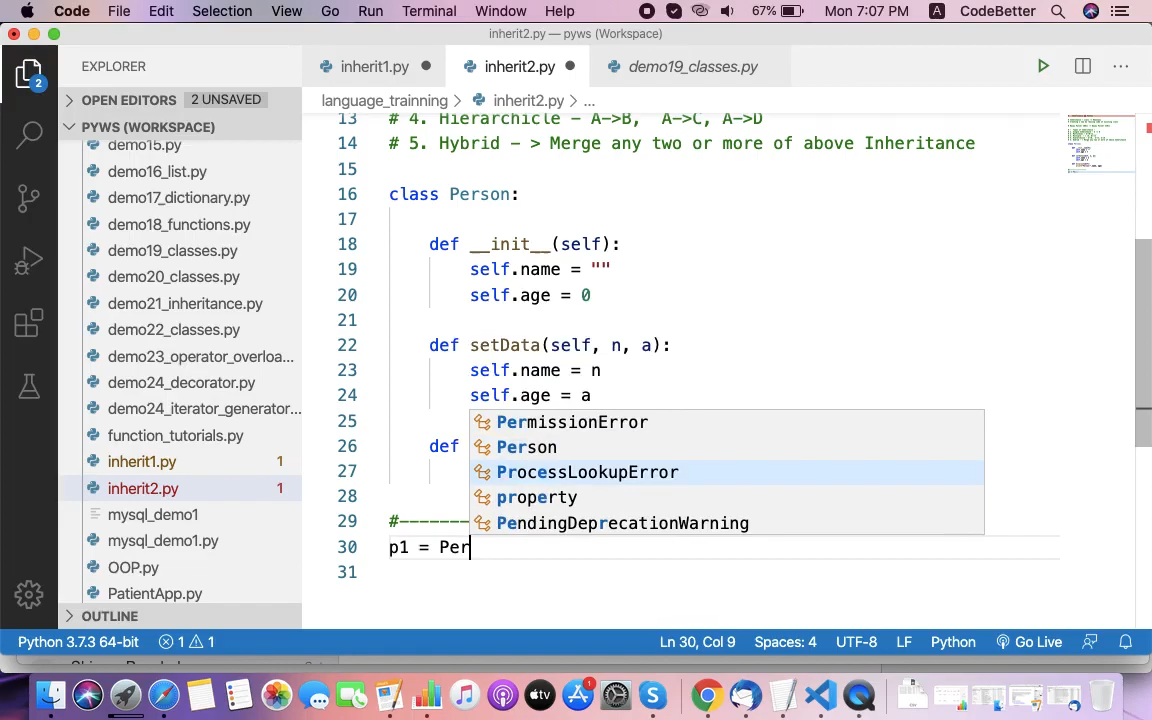 Code File Edit Selection View Go Run Terminal Window Help 67% Mon 7:07 PM A CodeBetter
inherit2.py — pyws (Workspace)
EXPLORER
inherit1.py
inherit2.py
demo19_classes.py
2
OPEN EDITORS 2 UNSAVED
PYWS (WORKSPACE)
demo15.py
demo16_list.py
demo17_dictionary.py
demo18_functions.py
demo19_classes.py
demo20_classes.py
demo21_inheritance.py
demo22_classes.py
demo23_operator_overloa...
demo24_decorator.py
demo24_iterator_generator...
function_tutorials.py
inherit1.py 1
inherit2.py 1
mysql_demo1
mysql_demo1.py
OOP.py
PatientApp.py
OUTLINE
language_trainning > inherit2.py > ...
13 # 4. Hierarchicle - A->B, A->C, A->D
14 # 5. Hybrid - > Merge any two or more of above Inheritance
15
16 class Person:
17
18 def __init__(self):
19 self.name = ""
20 self.age = 0
21
22 def setData(self, n, a):
23 self.name = n
24 self.age = a
25
26 def
27
28
29 #--------
30 p1 = Per
31
PermissionError
Person
ProcessLookupError
property
PendingDeprecationWarning
Python 3.7.3 64-bit 1 1 Ln 30, Col 9 Spaces: 4 UTF-8 LF Python Go Live
tv
1